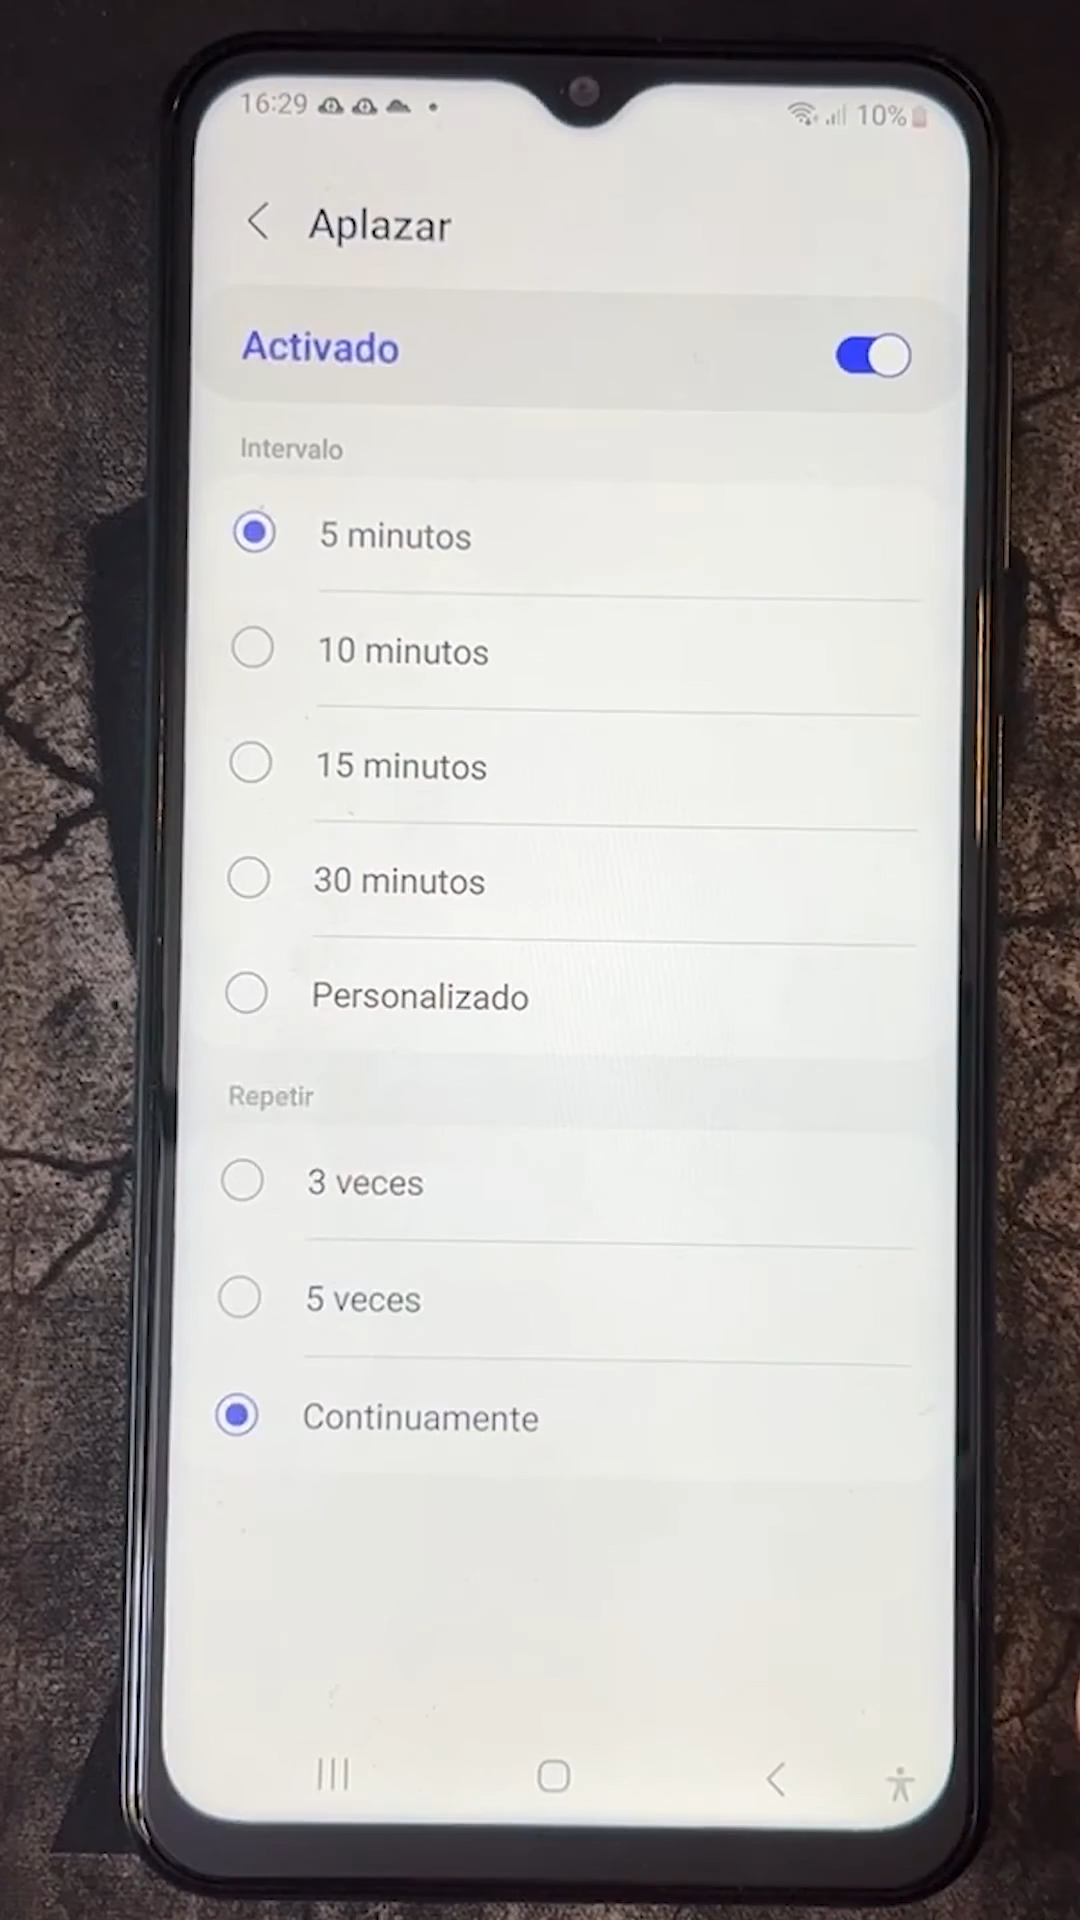 16:29
10%
Aplazar
Activado
Intervalo
5 minutos
10 minutos
15 minutos
30 minutos
Personalizado
Repetir
3 veces
5 veces
Continuamente